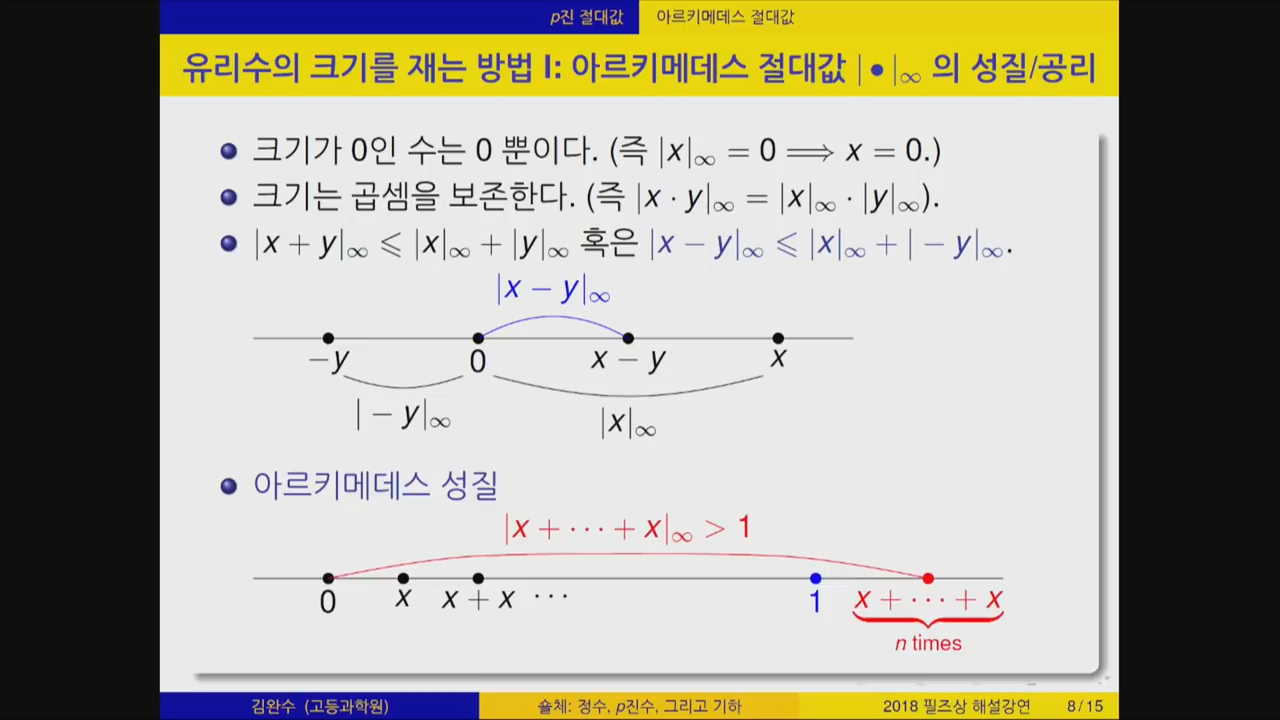 p진 절대값 아르키메데스 절대값
유리수의 크기를 재는 방법 I: 아르키메데스 절대값 |•|∞ 의 성질/공리
크기가 0인 수는 0 뿐이다. (즉 |x|∞ = 0 ⟹ x = 0.)
크기는 곱셈을 보존한다. (즉 |x · y|∞ = |x|∞ · |y|∞).
|x + y|∞ ⩽ |x|∞ + |y|∞ 혹은 |x − y|∞ ⩽ |x|∞ + | − y|∞.
|x − y|∞
−y 0 x − y x
| − y|∞ |x|∞
아르키메데스 성질
|x + · · · + x|∞ > 1
0 x x + x · · · 1 x + · · · + x
n times
김완수 (고등과학원) 숄체: 정수, p진수, 그리고 기하 2018 필즈상 해설강연 8 / 15